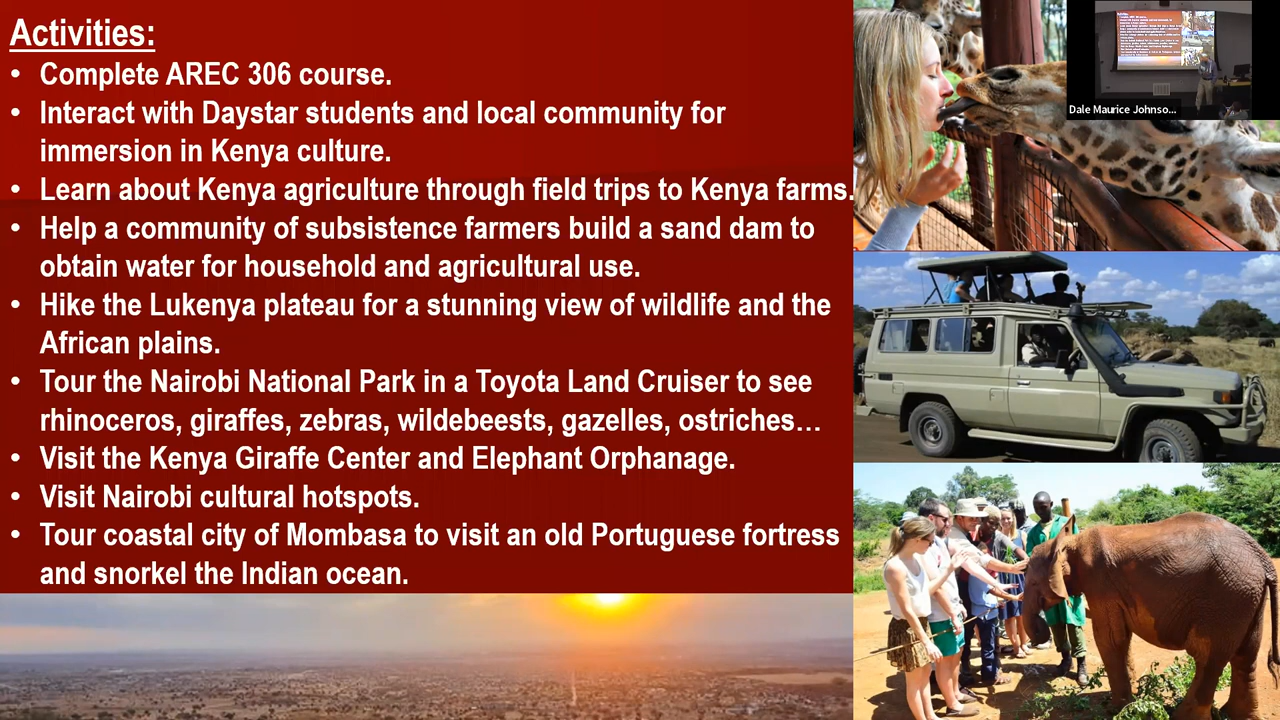 Activities:
• Complete AREC 306 course.
• Interact with Daystar students and local community for
immersion in Kenya culture.
• Learn about Kenya agriculture through field trips to Kenya farms.
• Help a community of subsistence farmers build a sand dam to
obtain water for household and agricultural use.
• Hike the Lukenya plateau for a stunning view of wildlife and the
African plains.
• Tour the Nairobi National Park in a Toyota Land Cruiser to see
rhinoceros, giraffes, zebras, wildebeests, gazelles, ostriches…
• Visit the Kenya Giraffe Center and Elephant Orphanage.
• Visit Nairobi cultural hotspots.
• Tour coastal city of Mombasa to visit an old Portuguese fortress
and snorkel the Indian ocean.
Dale Maurice Johnso...